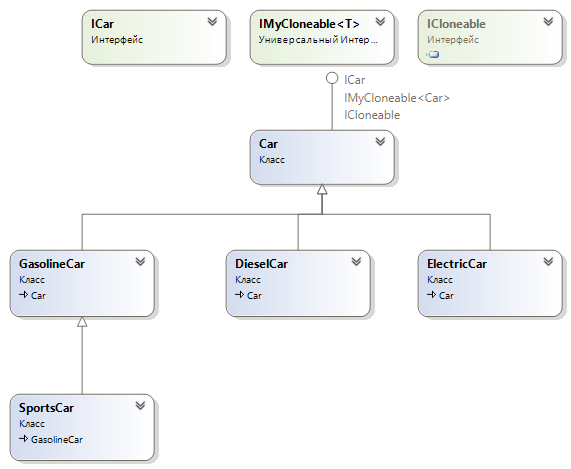 ICar
Интерфейс
IMyCloneable<T>
Универсальный Интер...
ICloneable
Интерфейс
ICar
IMyCloneable<Car>
ICloneable
Car
Класс
GasolineCar
Класс
Car
DieselCar
Класс
Car
ElectricCar
Класс
Car
SportsCar
Класс
GasolineCar